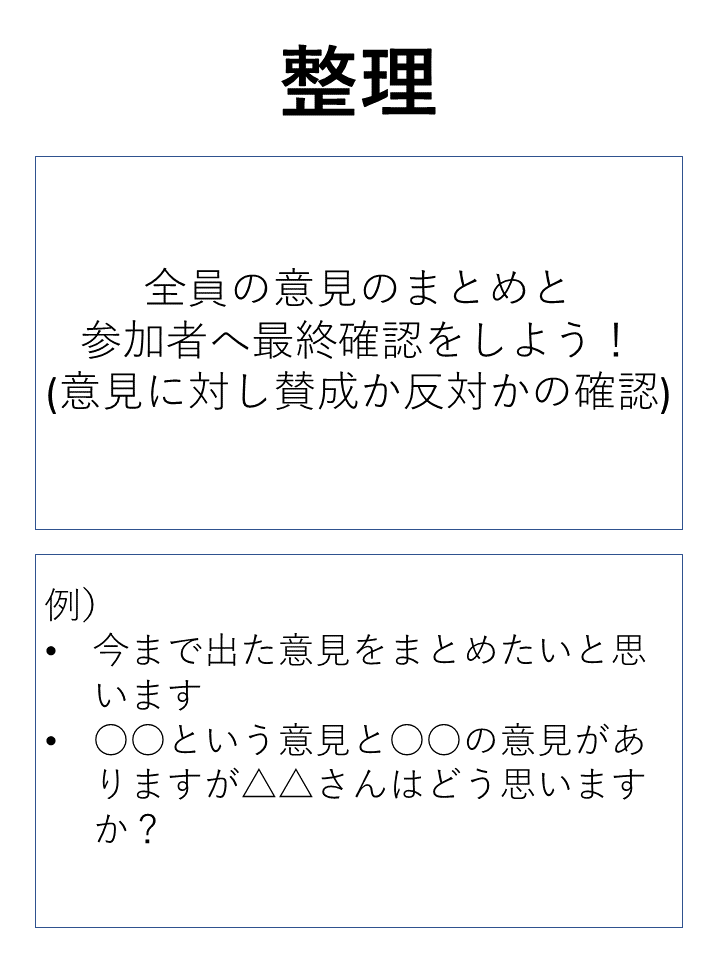 整理
全員の意見のまとめと
参加者へ最終確認をしよう！
(意見に対し賛成か反対かの確認)
例）
• 今まで出た意見をまとめたいと思
います
• 〇〇という意見と〇〇の意見があ
りますが△△さんはどう思います
か？